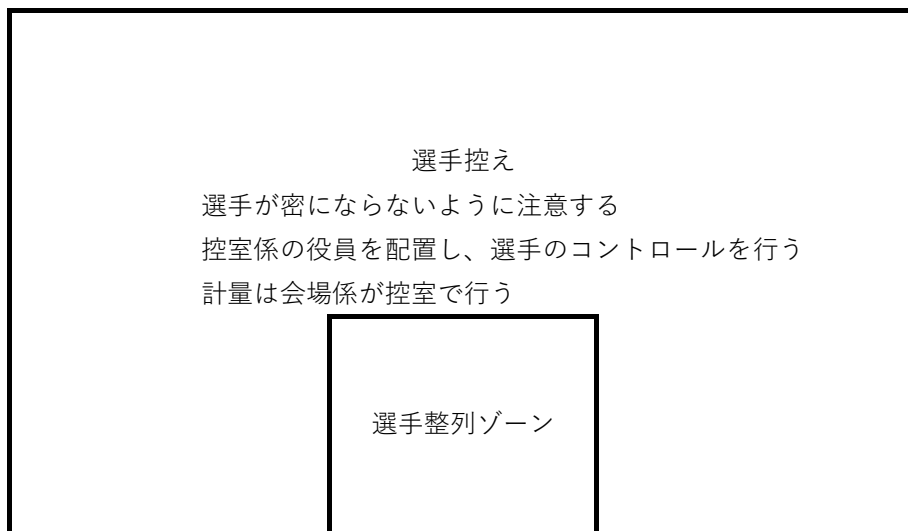 選手控え
選手が密にならないように注意する
控室係の役員を配置し、選手のコントロールを行う
計量は会場係が控室で行う
選手整列ゾーン